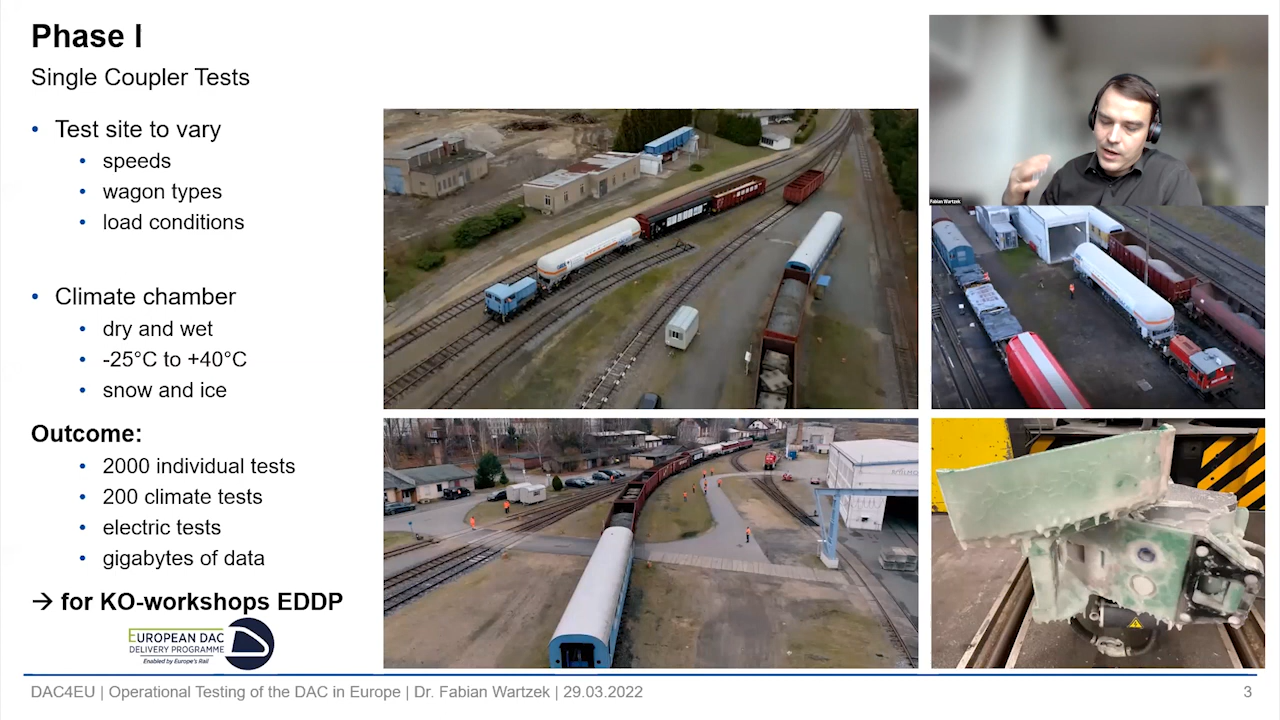 Phase I
Single Coupler Tests
• Test site to vary
• speeds
• wagon types
• load conditions
• Climate chamber
• dry and wet
• -25°C to +40°C
• snow and ice
Outcome:
• 2000 individual tests
• 200 climate tests
• electric tests
• gigabytes of data
→ for KO-workshops EDDP
EUROPEAN DAC
DELIVERY PROGRAMME
Enabled by Europe's Rail
Fabian Wartzek
DAC4EU | Operational Testing of the DAC in Europe | Dr. Fabian Wartzek | 29.03.2022
3